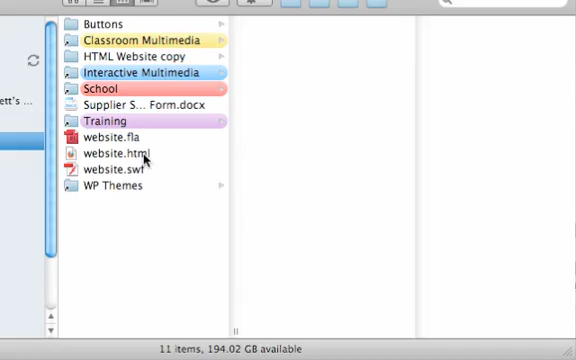 Buttons
Classroom Multimedia
HTML Website copy
Interactive Multimedia
School
ett's ...
Supplier S... Form.docx
Training
website.fla
website.html
website.swf
WP Themes
11 items, 194.02 GB available